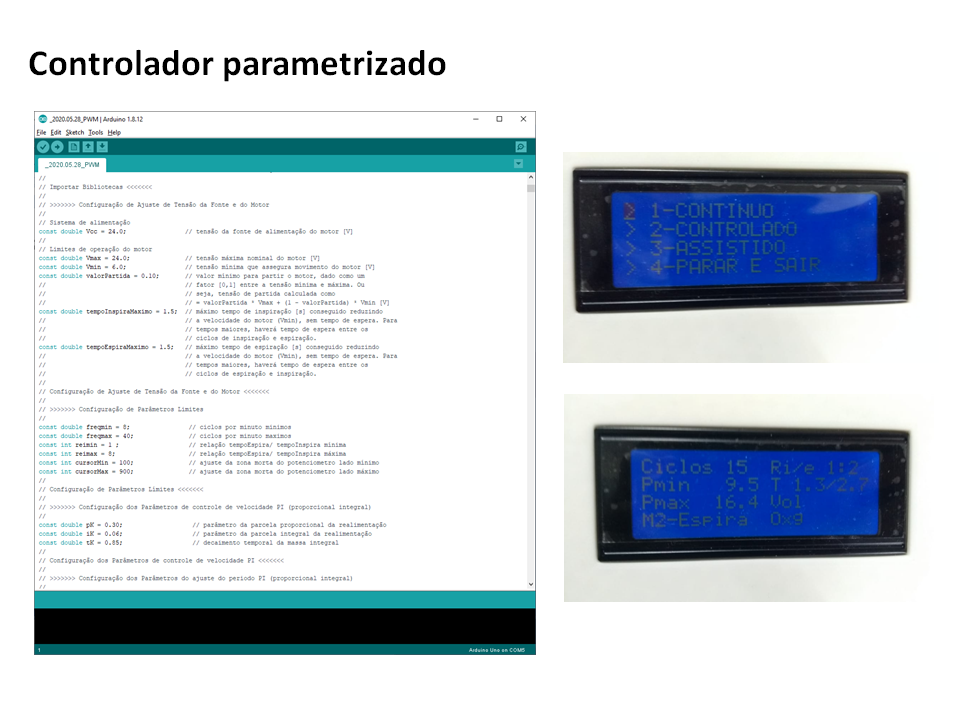 Controlador parametrizado
_2020.05.28_PWM | Arduino 1.8.12
File Edit Sketch Tools Help
_2020.05.28_PWM
//
// Importar Bibliotecas <<<<<<<
//
// >>>>>>> Configuração de Ajuste de Tensão da Fonte e do Motor
//
// Sistema de alimentação
const double Vcc = 24.0; // tensão da fonte de alimentação do motor [V]
//
// Limites de operação do motor
const double Vmax = 24.0; // tensão máxima nominal do motor [V]
const double Vmin = 6.0; // tensão mínima que assegura movimento do motor [V]
const double valorPartida = 0.10; // valor mínimo para partir o motor, dado como um
// // fator [0,1] entre a tensão mínima e máxima. Ou
// // seja, tensão de partida calculada como
// // = valorPartida * Vmax + (1 - valorPartida) * Vmin [V]
const double tempoInspiraMaximo = 1.5; // máximo tempo de inspiração [s] conseguido reduzindo
// // a velocidade do motor (Vmin), sem tempo de espera. Para
// // tempos maiores, haverá tempo de espera entre os
// // ciclos de inspiração e espiração.
const double tempoEspiraMaximo = 1.5; // máximo tempo de espiração [s] conseguido reduzindo
// // a velocidade do motor (Vmin), sem tempo de espera. Para
// // tempos maiores, haverá tempo de espera entre os
// // ciclos de espiração e inspiração.
//
// Configuração de Ajuste de Tensão da Fonte e do Motor <<<<<<<
//
// >>>>>>> Configuração de Parâmetros Limites
//
const double freqmin = 8; // ciclos por minuto minimos
const double freqmax = 40; // ciclos por minuto maximos
const int reimin = 1 ; // relação tempoEspira/ tempoInspira mínima
const int reimax = 8; // relação tempoEspira/ tempoInspira máxima
const int cursorMin = 100; // ajuste da zona morta do potenciometro lado minimo
const int cursorMax = 900; // ajuste da zona morta do potenciometro lado máximo
//
// Configuração de Parâmetros Limites <<<<<<<
//
// >>>>>>> Configuração dos Parâmetros de controle de velocidade PI (proporcional integral)
//
const double pK = 0.30; // parâmetro da parcela proporcional da realimentação
const double iK = 0.06; // parâmetro da parcela integral da realimentação
const double tK = 0.85; // decaimento temporal da massa integral
//
// Configuração dos Parâmetros de controle de velocidade PI <<<<<<<
//
// >>>>>>> Configuração dos Parâmetros do ajuste do período PI (proporcional integral)
//
1 Arduino Uno on COM5
> 1-CONTINUO
> 2-CONTROLADO
> 3-ASSISTIDO
> 4-PARAR E SAIR
Ciclos 15 Ri/e 1:2
Pmin 9.5 T 1.3/2.7
Pmax 16.4 Vol
M2-Espira 0x9